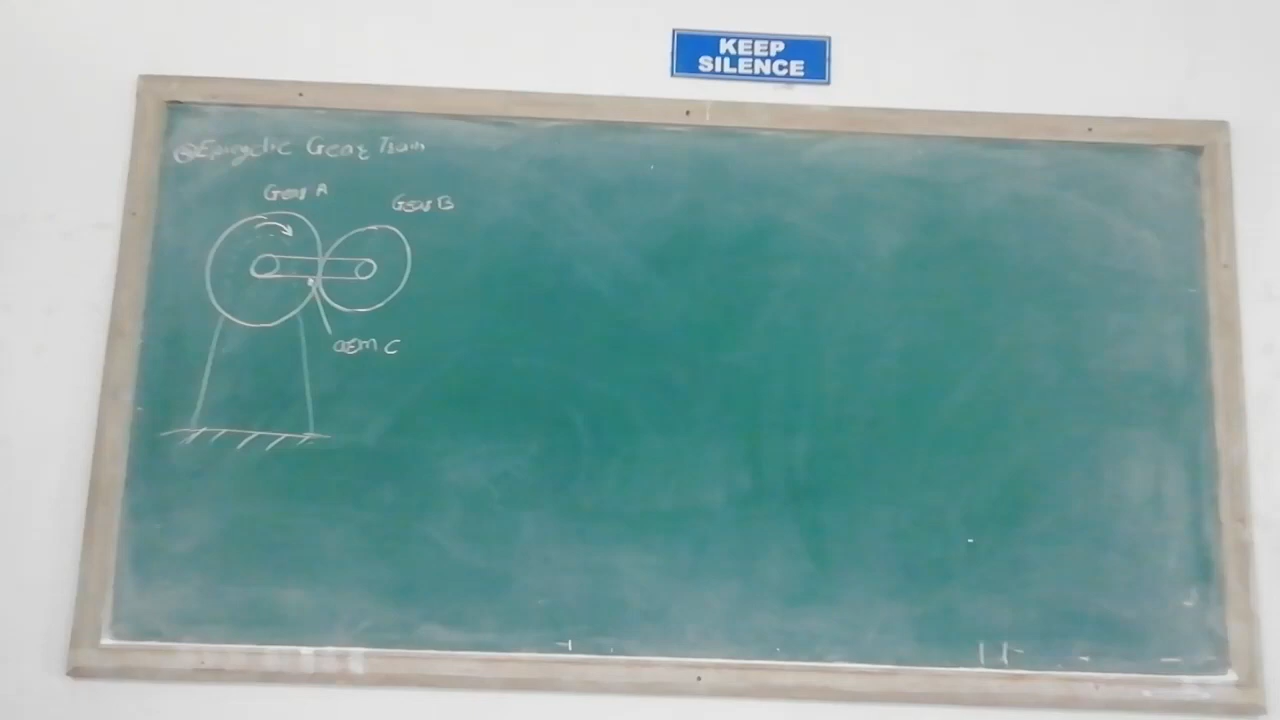 KEEP
SILENCE
Epicyclic Gear Train
Gear A
Gear B
arm C